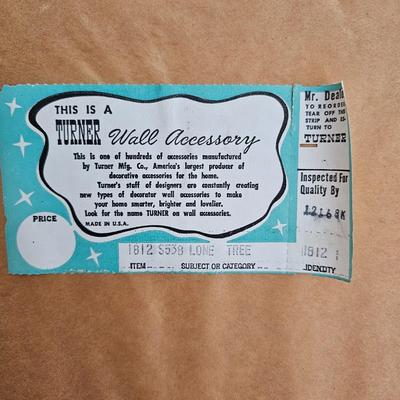 THIS IS A
TURNER Wall Accessory
This is one of hundreds of accessories manufactured
by Turner Mfg. Co., America's largest producer of
decorative accessories for the home.
Turner's staff of designers are constantly creating
new types of decorator wall accessories to make
your home smarter, brighter and lovelier.
Look for the name TURNER on wall accessories.
MADE IN U.S.A.
PRICE
1812 S538 LONE TREE
ITEM SUBJECT OR CATEGORY
Mr. Deale
TO REORDER
TEAR OFF TH
STRIP AND RE-
TURN TO
TURNER
Inspected For
Quality By
1812
IDENDTY